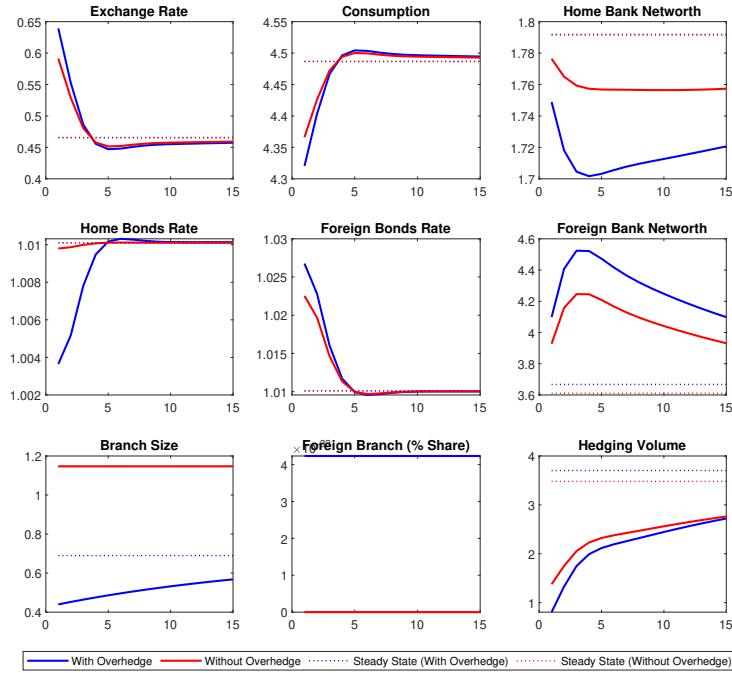 Exchange Rate
0.65
0.6
0.55
0.5
0.45
0.4
0 5 10 15
Consumption
4.55
4.5
4.45
4.4
4.35
4.3
0 5 10 15
Home Bank Networth
1.8
1.78
1.76
1.74
1.72
1.7
0 5 10 15
Home Bonds Rate
1.01
1.008
1.006
1.004
1.002
0 5 10 15
Foreign Bonds Rate
1.03
1.025
1.02
1.015
1.01
0 5 10 15
Foreign Bank Networth
4.6
4.4
4.2
4
3.8
3.6
0 5 10 15
Branch Size
1.2
1
0.8
0.6
0.4
0 5 10 15
Foreign Branch (% Share)
4
3
2
1
0
0 5 10 15
Hedging Volume
4
3
2
1
0 5 10 15
With Overhedge Without Overhedge Steady State (With Overhedge) Steady State (Without Overhedge)